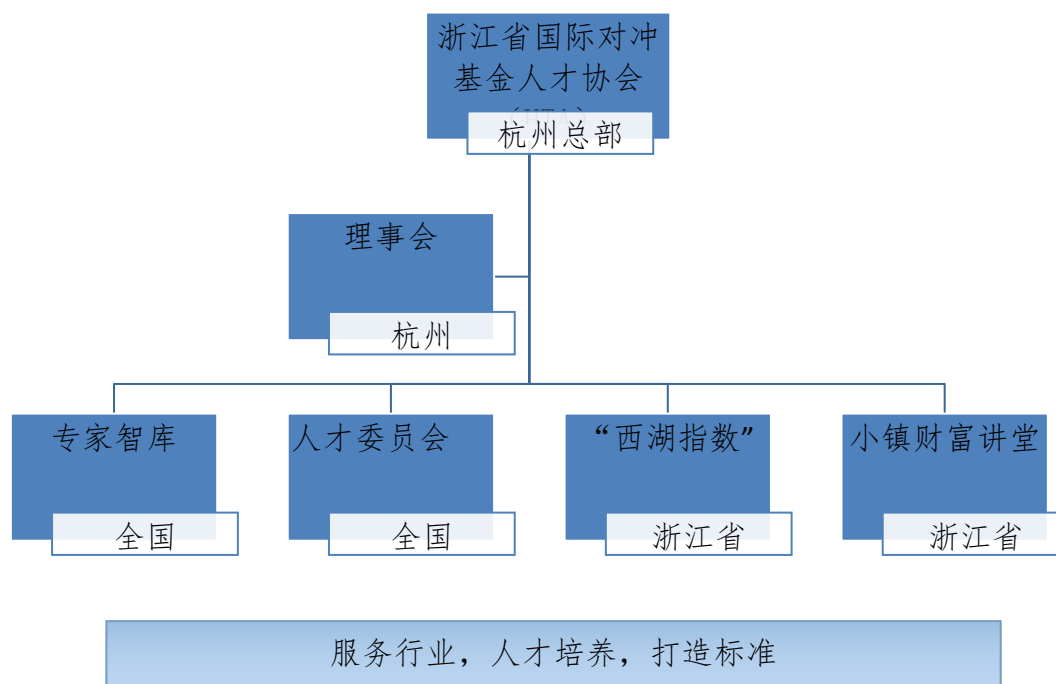 浙江省国际对冲
基金人才协会
杭州总部
理事会
杭州
专家智库
人才委员会
“西湖指数”
小镇财富讲堂
全国
全国
浙江省
浙江省
服务行业，人才培养，打造标准